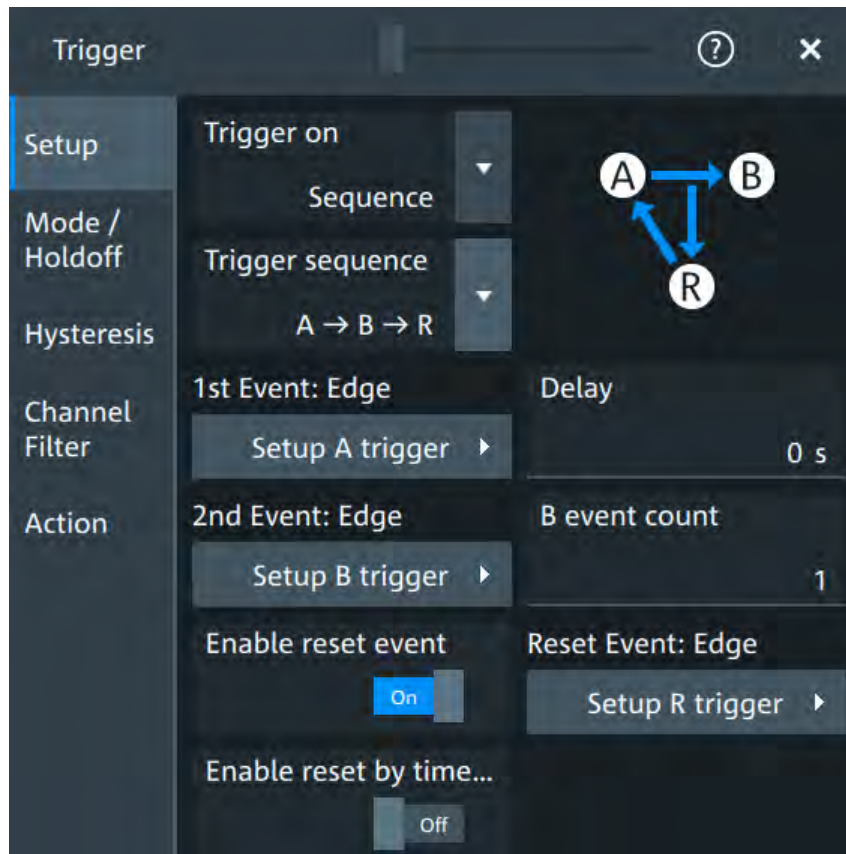 Trigger
?
×
Setup
Mode /
Holdoff
Hysteresis
Channel
Filter
Action
Trigger on
Sequence
Trigger sequence
A → B → R
A
B
R
1st Event: Edge
Setup A trigger
Delay
0 s
2nd Event: Edge
Setup B trigger
B event count
1
Enable reset event
On
Reset Event: Edge
Setup R trigger
Enable reset by time...
Off